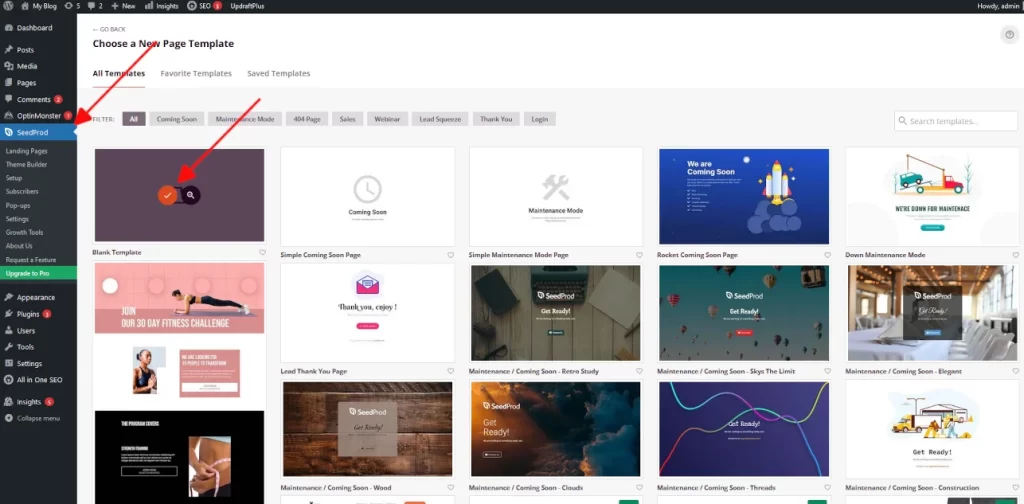 My Blog
5
2
New
Insights
SEO
5
UpdraftPlus
Howdy, admin
Dashboard
Posts
Media
Pages
Comments 2
OptinMonster 1
SeedProd
Landing Pages
Theme Builder
Setup
Subscribers
Pop-ups
Settings
Growth Tools
About Us
Request a Feature
Upgrade to Pro
Appearance
Plugins 3
Users
Tools
Settings
All in One SEO
Insights 5
Collapse menu
← GO BACK
Choose a New Page Template
All Templates
Favorite Templates
Saved Templates
FILTER:
All
Coming Soon
Maintenance Mode
404 Page
Sales
Webinar
Lead Squeeze
Thank You
Login
Search templates...
Coming Soon
Maintenance Mode
We are
Coming Soon
WE'RE DOWN FOR MAINTENACE
Blank Template
Simple Coming Soon Page
Simple Maintenance Mode Page
Rocket Coming Soon Page
Down Maintenance Mode
JOIN
OUR 30 DAY FITNESS CHALLENGE
WE ARE LOOKING FOR
10 PEOPLE TO TRANSFORM
THE PROGRAM COVERS
STRENGTH TRAINING
Thank you, enjoy !
SeedProd
Get Ready!
SeedProd
Get Ready!
SeedProd
Get Ready!
Lead Thank You Page
Maintenance / Coming Soon - Retro Study
Maintenance / Coming Soon - Skys The Limit
Maintenance / Coming Soon - Elegant
SeedProd
Get Ready!
SeedProd
Get
Ready!
Get Ready!
Get Ready!
Maintenance / Coming Soon - Wood
Maintenance / Coming Soon - Clouds
Maintenance / Coming Soon - Threads
Maintenance / Coming Soon - Construction